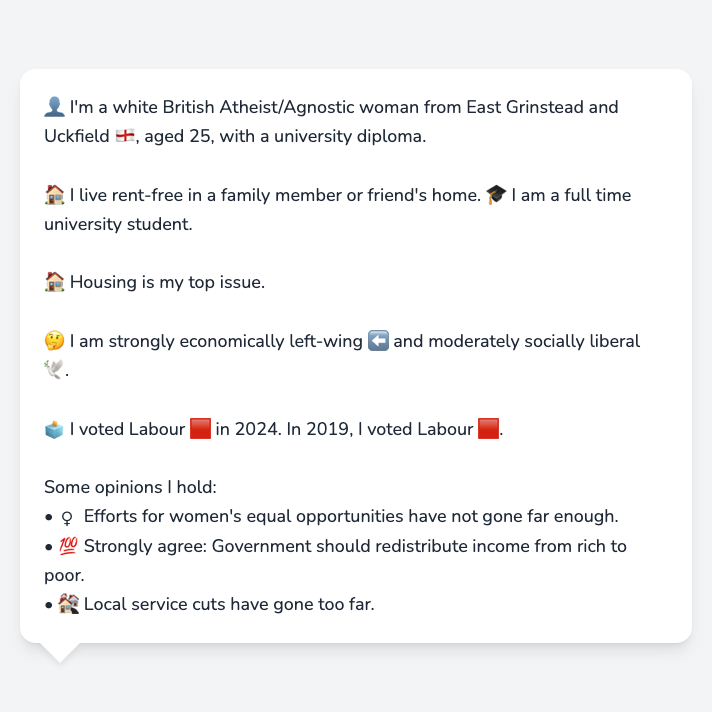 👤 I'm a white British Atheist/Agnostic woman from East Grinstead and
Uckfield 🏴󠁧󠁢󠁥󠁮󠁧󠁿, aged 25, with a university diploma.
🏠 I live rent-free in a family member or friend's home. 🎓 I am a full time
university student.
🏠 Housing is my top issue.
🤔 I am strongly economically left-wing ⬅️ and moderately socially liberal
🕊️.
🗳️ I voted Labour 🟥 in 2024. In 2019, I voted Labour 🟥.
Some opinions I hold:
• ♀ Efforts for women's equal opportunities have not gone far enough.
• 💯 Strongly agree: Government should redistribute income from rich to
poor.
• 🏘️ Local service cuts have gone too far.